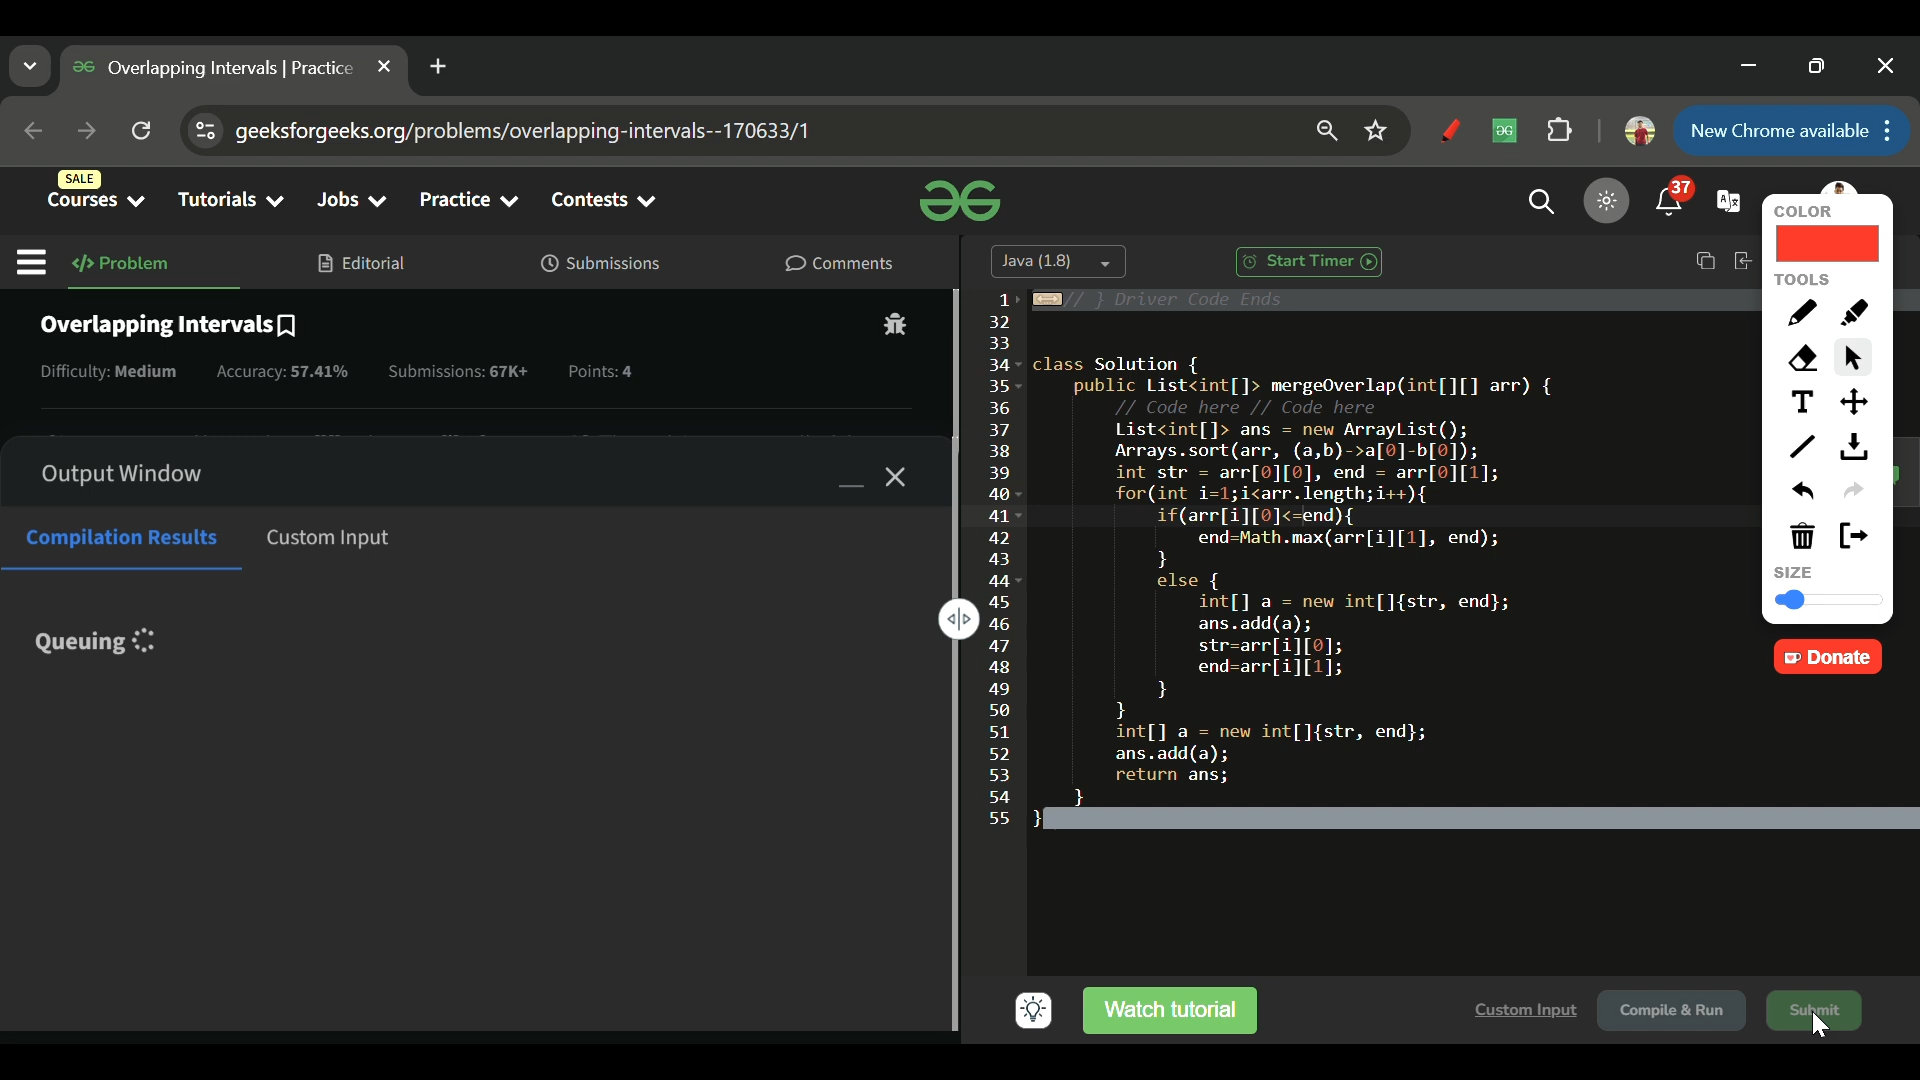 Overlapping Intervals | Practice
geeksforgeeks.org/problems/overlapping-intervals--170633/1
New Chrome available
SALE
Courses Tutorials Jobs Practice Contests
37
COLOR
TOOLS
T
SIZE
Donate
</> Problem Editorial Submissions Comments
Java (1.8) Start Timer
Overlapping Intervals
Difficulty: Medium Accuracy: 57.41% Submissions: 67K+ Points: 4
Output Window
Compilation Results Custom Input
Queuing
1 // } Driver Code Ends
32
33
34 class Solution {
35 public List<int[]> mergeOverlap(int[][] arr) {
36 // Code here // Code here
37 List<int[]> ans = new ArrayList();
38 Arrays.sort(arr, (a,b)->a[0]-b[0]);
39 int str = arr[0][0], end = arr[0][1];
40 for(int i=1;i<arr.length;i++){
41 if(arr[i][0]<=end){
42 end=Math.max(arr[i][1], end);
43 }
44 else {
45 int[] a = new int[]{str, end};
46 ans.add(a);
47 str=arr[i][0];
48 end=arr[i][1];
49 }
50 }
51 int[] a = new int[]{str, end};
52 ans.add(a);
53 return ans;
54 }
55 }
Watch tutorial Custom Input Compile & Run Submit